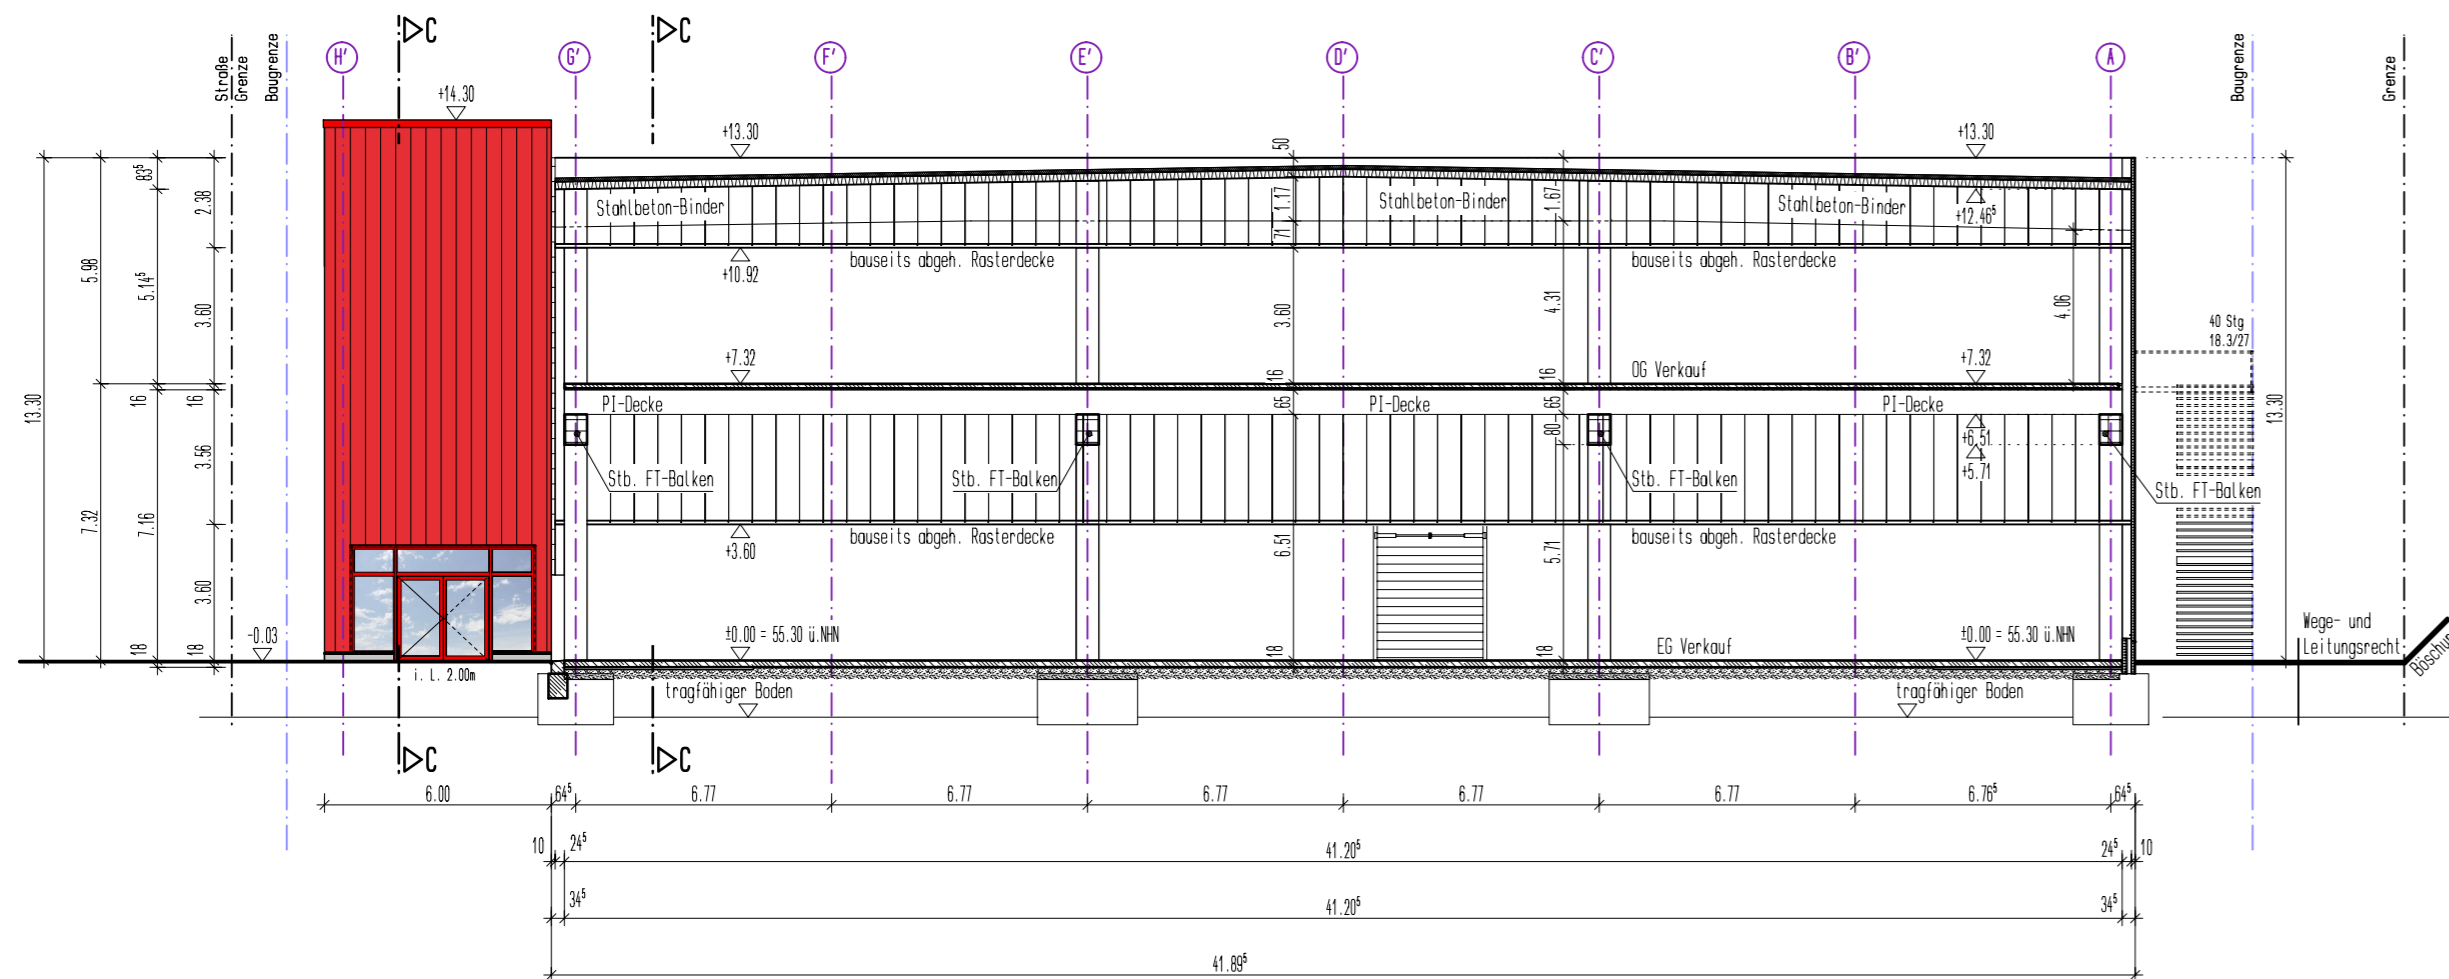 C
C
H'
G'
F'
E'
D'
C'
B'
A
Straße
Grenze
Baugrenze
Baugrenze
Grenze
+14.30
+13.30
+13.30
50
83⁵
2.38
5.98
5.14⁵
3.60
13.30
16
16
3.56
7.32
7.16
3.60
18
18
-0.03
Stahlbeton-Binder
Stahlbeton-Binder
Stahlbeton-Binder
1.17
1.67
71
+12.46⁵
+10.92
bauseits abgeh. Rasterdecke
bauseits abgeh. Rasterdecke
3.60
4.31
4.06
40 Stg
18.3/27
+7.32
+7.32
OG Verkauf
16
16
PI-Decke
PI-Decke
PI-Decke
65
65
80
+6.51
+5.71
13.30
Stb. FT-Balken
Stb. FT-Balken
Stb. FT-Balken
Stb. FT-Balken
+3.60
bauseits abgeh. Rasterdecke
bauseits abgeh. Rasterdecke
6.51
5.71
±0.00 = 55.30 ü.NHN
±0.00 = 55.30 ü.NHN
EG Verkauf
18
18
Wege- und
Leitungsrecht
Böschun
i. L. 2.00m
tragfähiger Boden
tragfähiger Boden
C
C
6.00
64⁵
6.77
6.77
6.77
6.77
6.77
6.76⁵
64⁵
10
24⁵
41.20⁵
24⁵
10
34⁵
41.20⁵
34⁵
41.89⁵